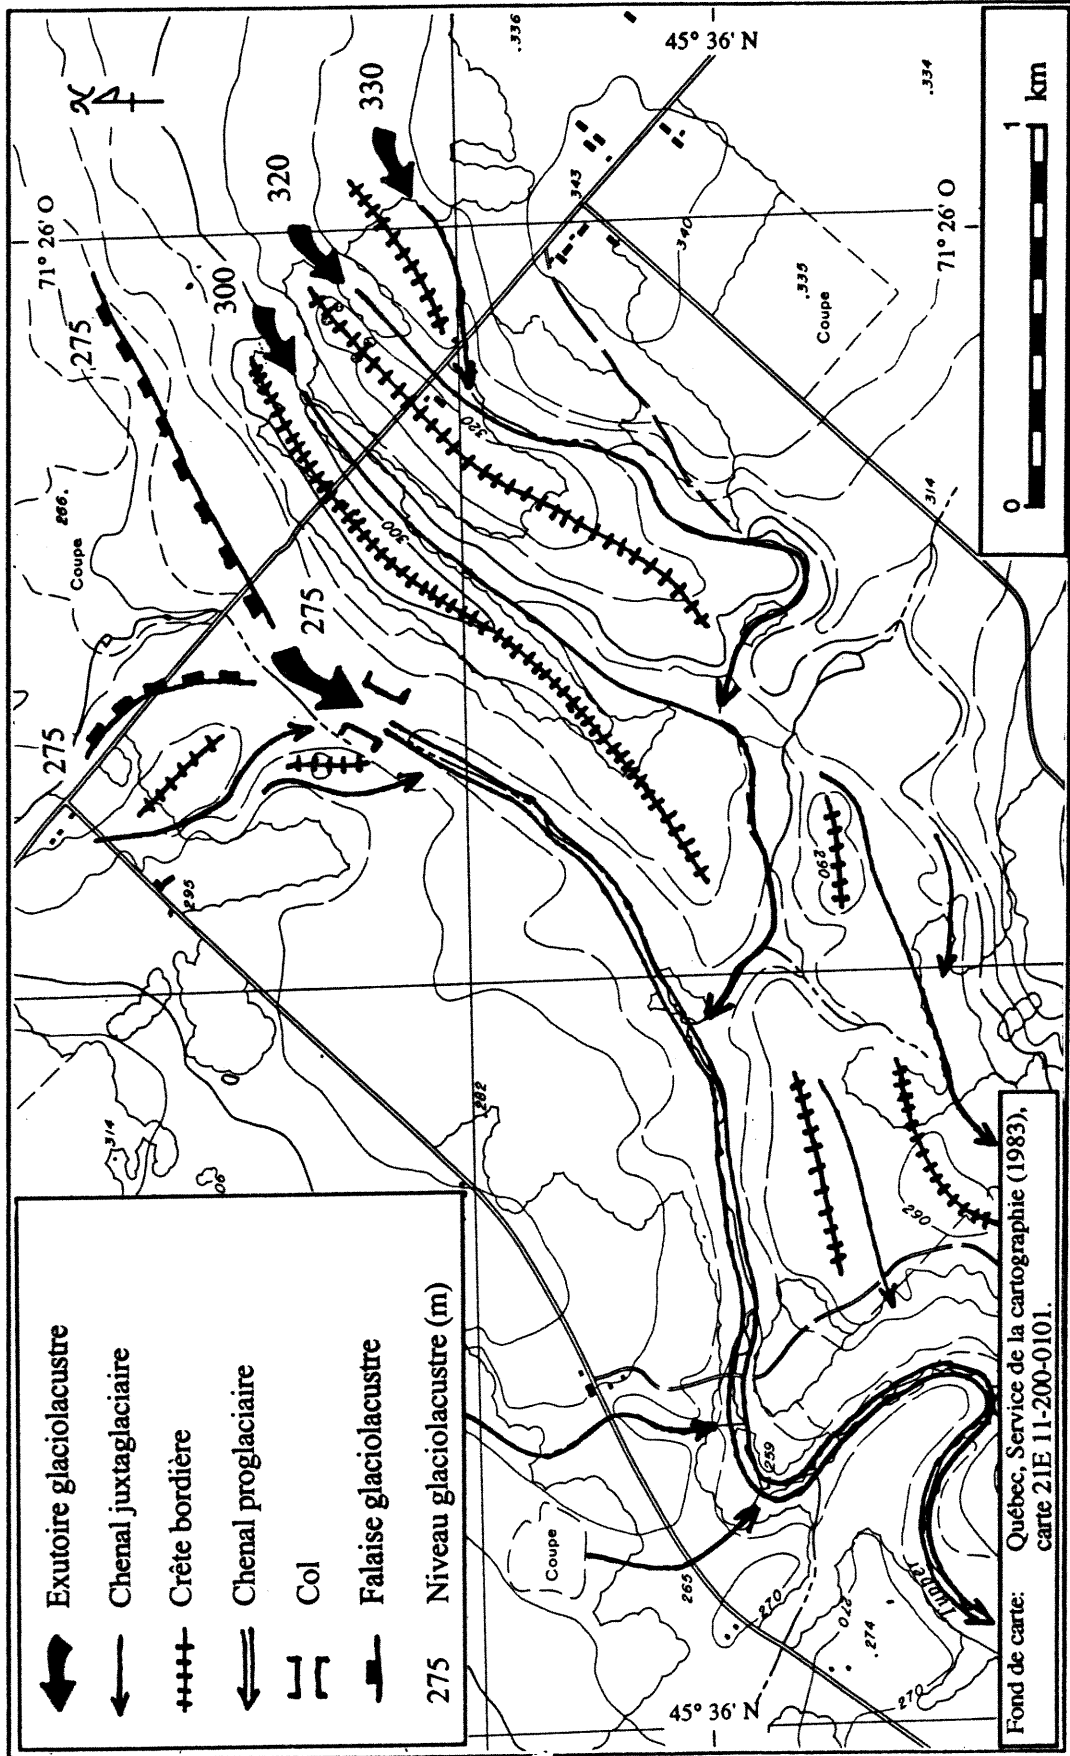 Exutoire glaciolacustre
Chenal juxtaglaciaire
Crête bordière
Chenal proglaciaire
Col
Falaise glaciolacustre
275 Niveau glaciolacustre (m)
N
71° 26' O
71° 26' O
45° 36' N
45° 36' N
275
275
275
300
320
330
Coupe
266.
295
314
282
300
320
.336
.334
343
340
.335
Coupe
314
290
290
259
Coupe
265
270
270
.274
270
0 1 km
Fond de carte: Québec, Service de la cartographie (1983),
carte 21E 11-200-0101.